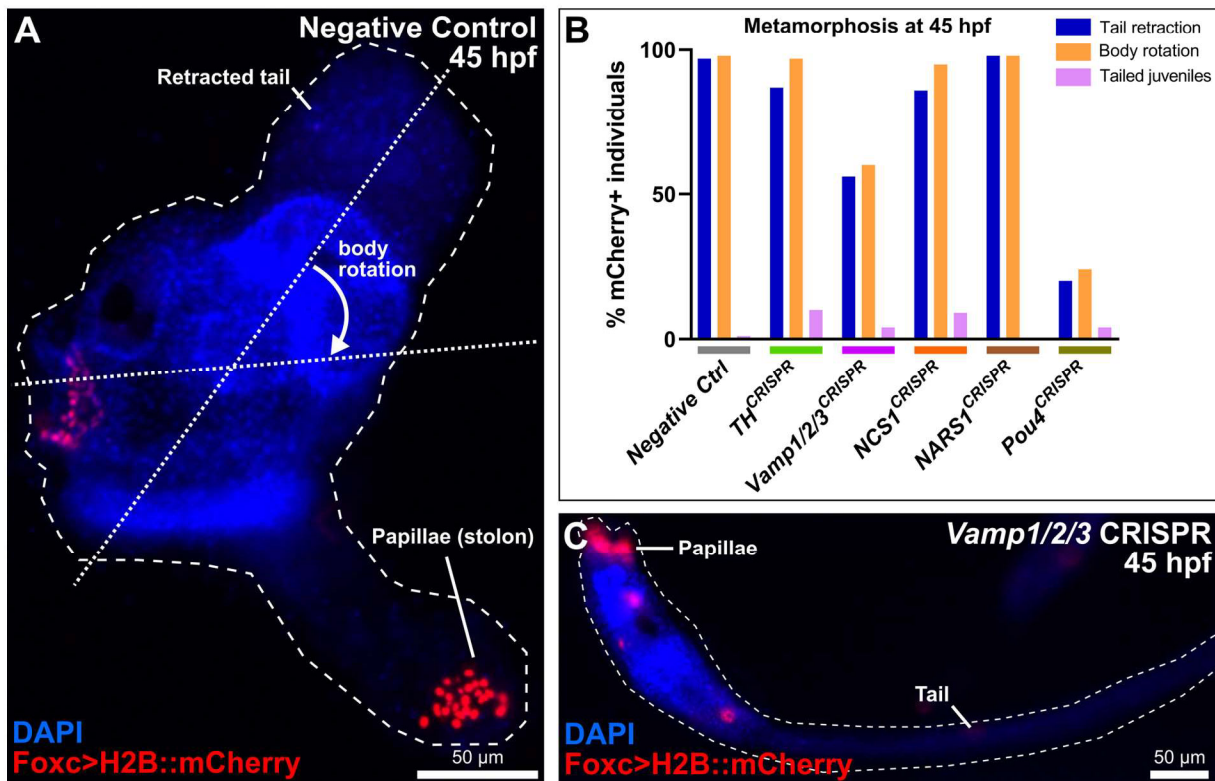 A
Negative Control
45 hpf
Retracted tail
body
rotation
Papillae (stolon)
DAPI
Foxc>H2B::mCherry
50 µm
B
Metamorphosis at 45 hpf
Tail retraction
Body rotation
Tailed juveniles
% mCherry+ individuals
100
50
0
Negative Ctrl
TH^CRISPR
Vamp1/2/3^CRISPR
NCS1^CRISPR
NARS1^CRISPR
Pou4^CRISPR
C
Vamp1/2/3 CRISPR
45 hpf
Papillae
Tail
DAPI
Foxc>H2B::mCherry
50 µm